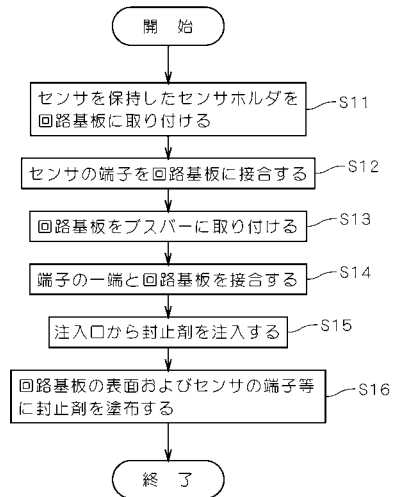 開 始
センサを保持したセンサホルダを
回路基板に取り付ける
S11
センサの端子を回路基板に接合する
S12
回路基板をブスバーに取り付ける
S13
端子の一端と回路基板を接合する
S14
注入口から封止剤を注入する
S15
回路基板の表面およびセンサの端子等
に封止剤を塗布する
S16
終 了